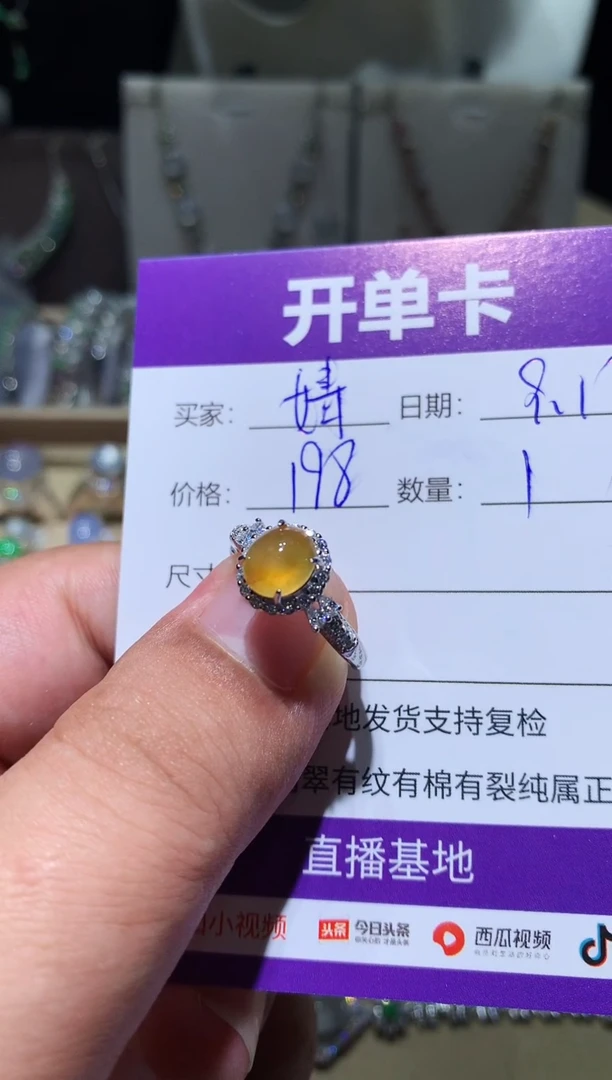 开单卡
买家：婧 日期：8.1
价格：198 数量：1
尺寸
地发货支持复检
翠有纹有棉有裂纯属正
直播基地
小视频 头条 今日头条 西瓜视频